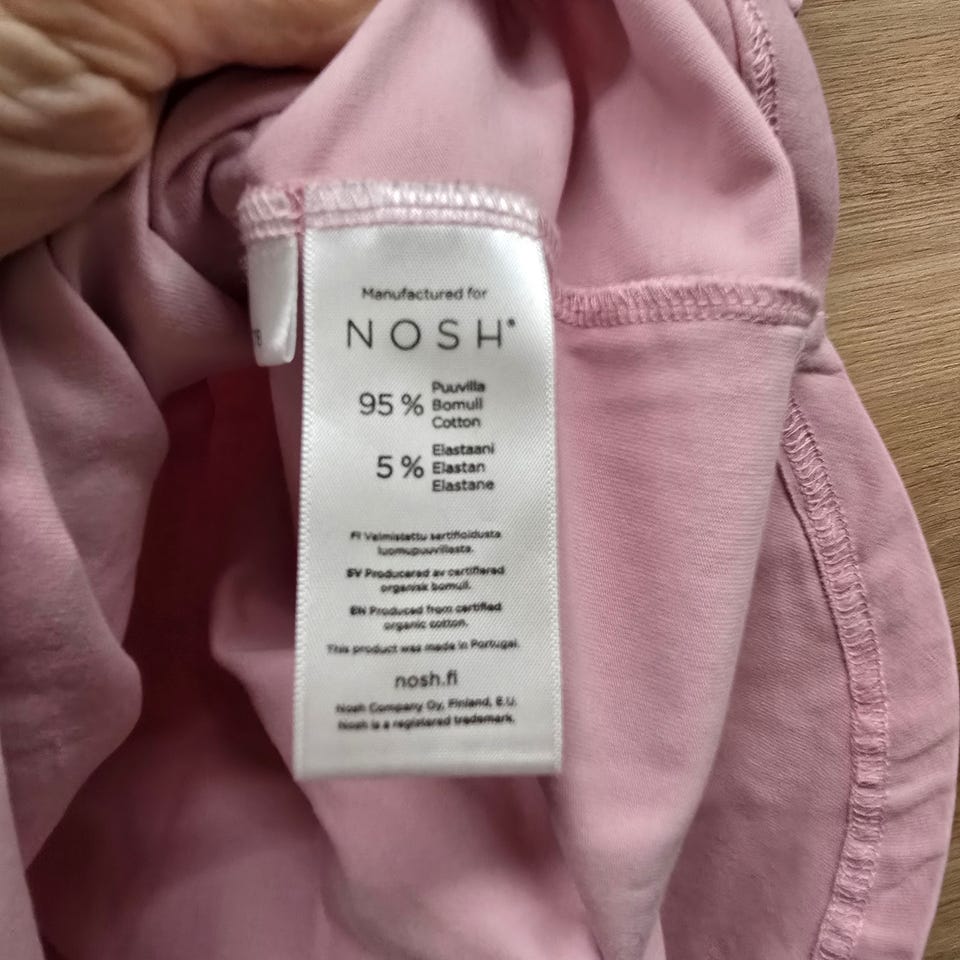 Manufactured for
NOSH®
95 %
Puuvilla
Bomull
Cotton
5 %
Elastaani
Elastan
Elastane
FI Valmistettu sertifioidusta
luomupuuvillasta.
SV Producerad av certifierad
organisk bomull.
EN Produced from certified
organic cotton.
This product was made in Portugal.
nosh.fi
Nosh Company Oy, Finland, E.U.
Nosh is a registered trademark.